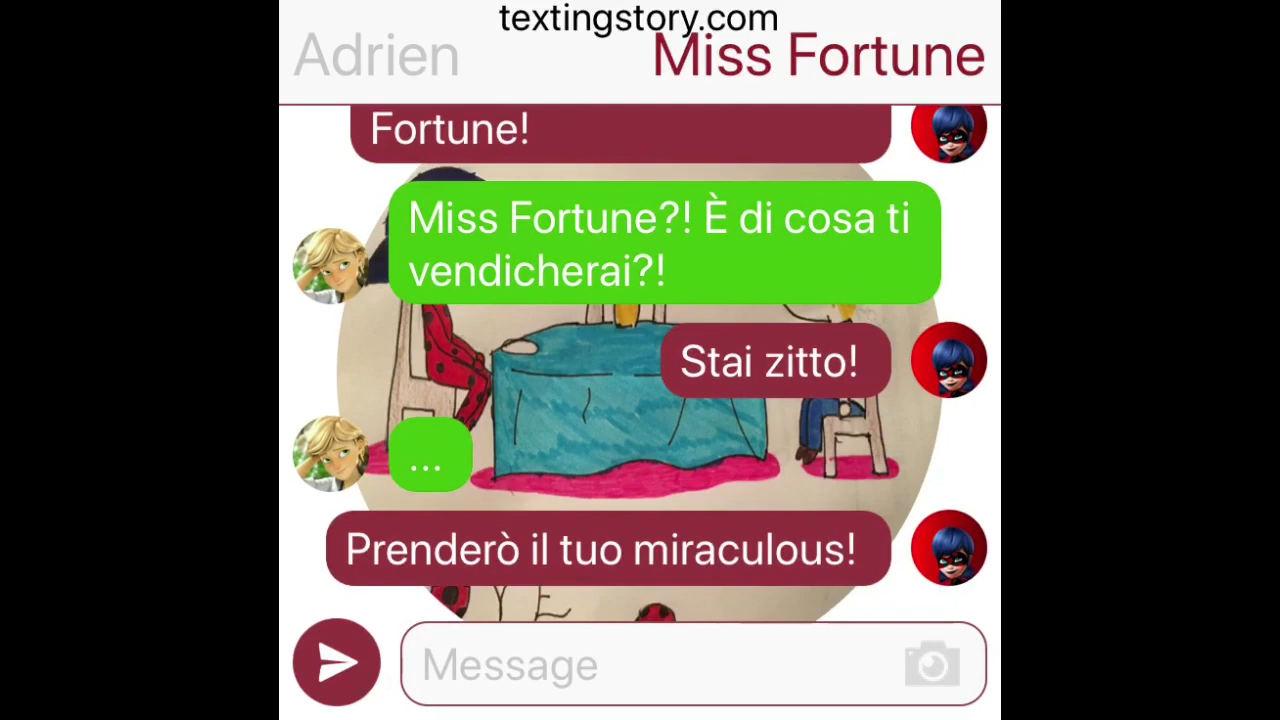 textingstory.com
Adrien
Miss Fortune
Fortune!
Miss Fortune?! È di cosa ti
vendicherai?!
Stai zitto!
...
Prenderò il tuo miraculous!
YE
Message